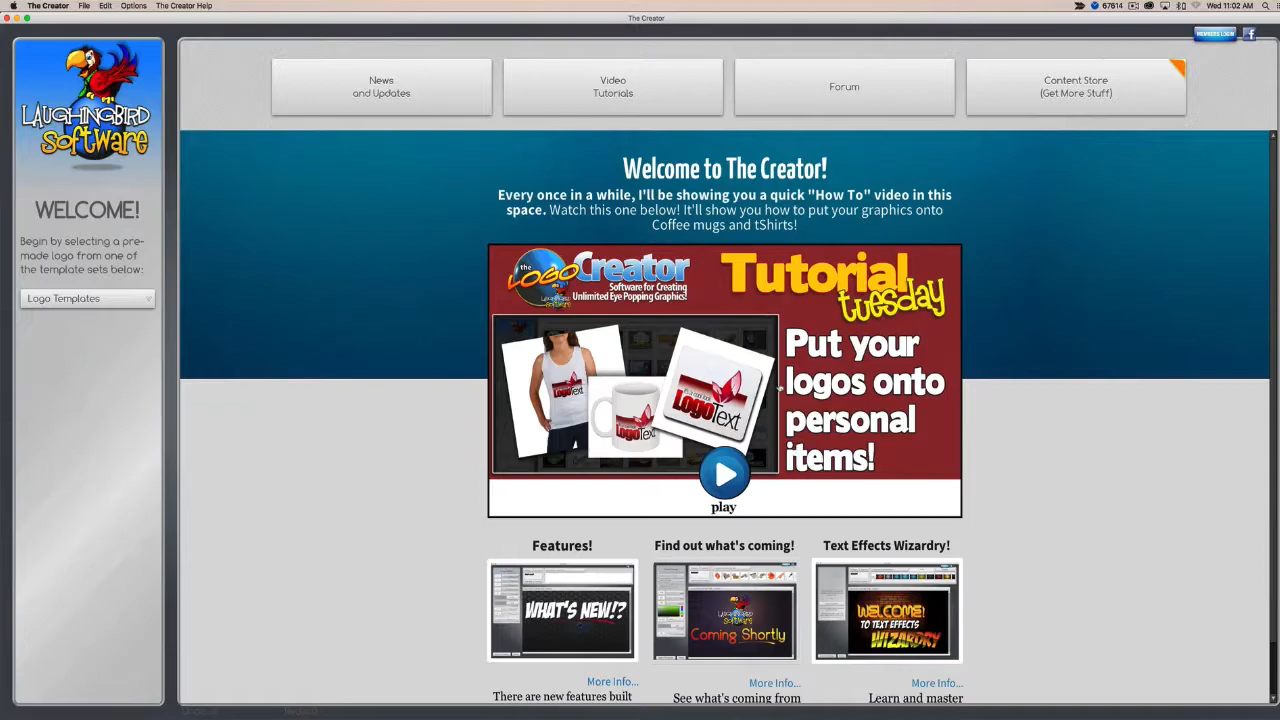 The Creator File Edit Options The Creator Help
67614 Wed 11:02 AM
The Creator
MEMBERS LOGIN
f
LAUGHINGBIRD
Software
WELCOME!
Begin by selecting a pre-
made logo from one of
the template sets below:
Logo Templates
News
and Updates
Video
Tutorials
Forum
Content Store
(Get More Stuff)
Welcome to The Creator!
Every once in a while, I'll be showing you a quick "How To" video in this
space. Watch this one below! It'll show you how to put your graphics onto
Coffee mugs and tShirts!
the LOGO Creator
Software for Creating
Unlimited Eye Popping Graphics!
Tutorial
tuesday
LogoText
LogoText
LogoText
Put your
logos onto
personal
items!
play
Features!
WHAT'S NEW!?
More Info...
There are new features built
Find out what's coming!
LAUGHINGBIRD
Software
Coming Shortly
More Info...
See what's coming from
Text Effects Wizardry!
WELCOME!
TO TEXT EFFECTS
WIZARDRY
More Info...
Learn and master